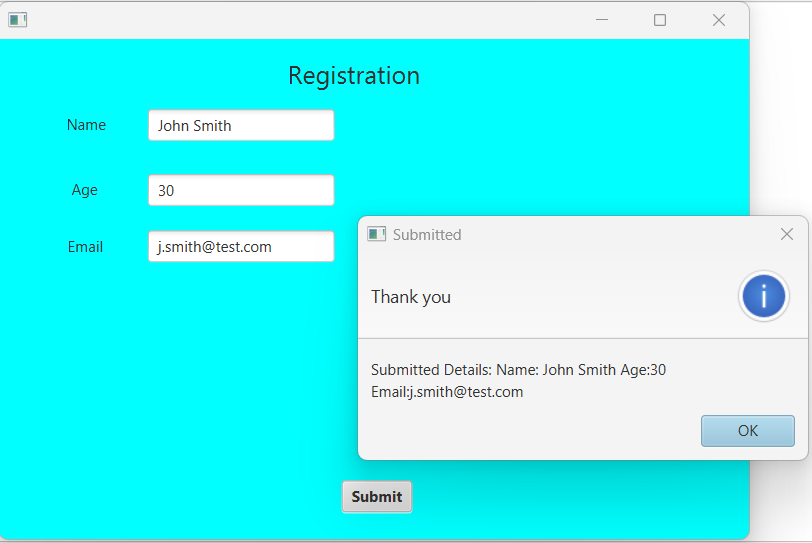 Registration
Name
John Smith
Age
30
Email
j.smith@test.com
Submitted
Thank you
Submitted Details: Name: John Smith Age:30
Email:j.smith@test.com
OK
Submit